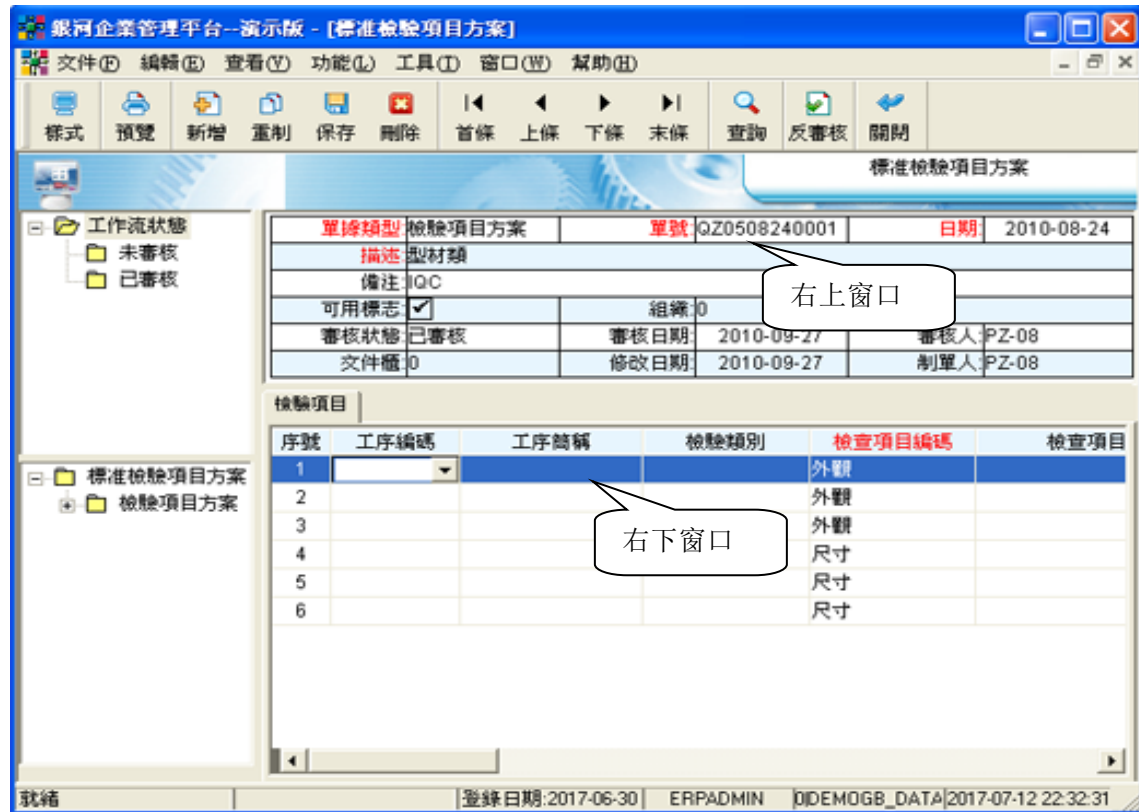 銀河企業管理平台--演示版 - [標准檢驗項目方案]
文件(F) 編輯(E) 查看(V) 功能(L) 工具(T) 窗口(W) 幫助(H)
樣式 預覽 新增 重制 保存 刪除 首條 上條 下條 末條 查詢 反審核 關閉
標准檢驗項目方案
工作流狀態
未審核
已審核
單據類型: 檢驗項目方案 單號: QZ0508240001 日期: 2010-08-24
描述: 型材類
備注: IQC
右上窗口
可用標志: 組織: 0
審核狀態: 已審核 審核日期: 2010-09-27 審核人: PZ-08
交件櫃: 0 修改日期: 2010-09-27 制單人: PZ-08
檢驗項目
序號 工序編碼 工序簡稱 檢驗類別 檢查項目編碼 檢查項目
1 外觀
2 外觀
3 外觀
4 尺寸
5 尺寸
6 尺寸
右下窗口
標准檢驗項目方案
檢驗項目方案
就緒 登錄日期:2017-06-30 ERPADMIN 0|DEMOGB_DATA 2017-07-12 22:32:31